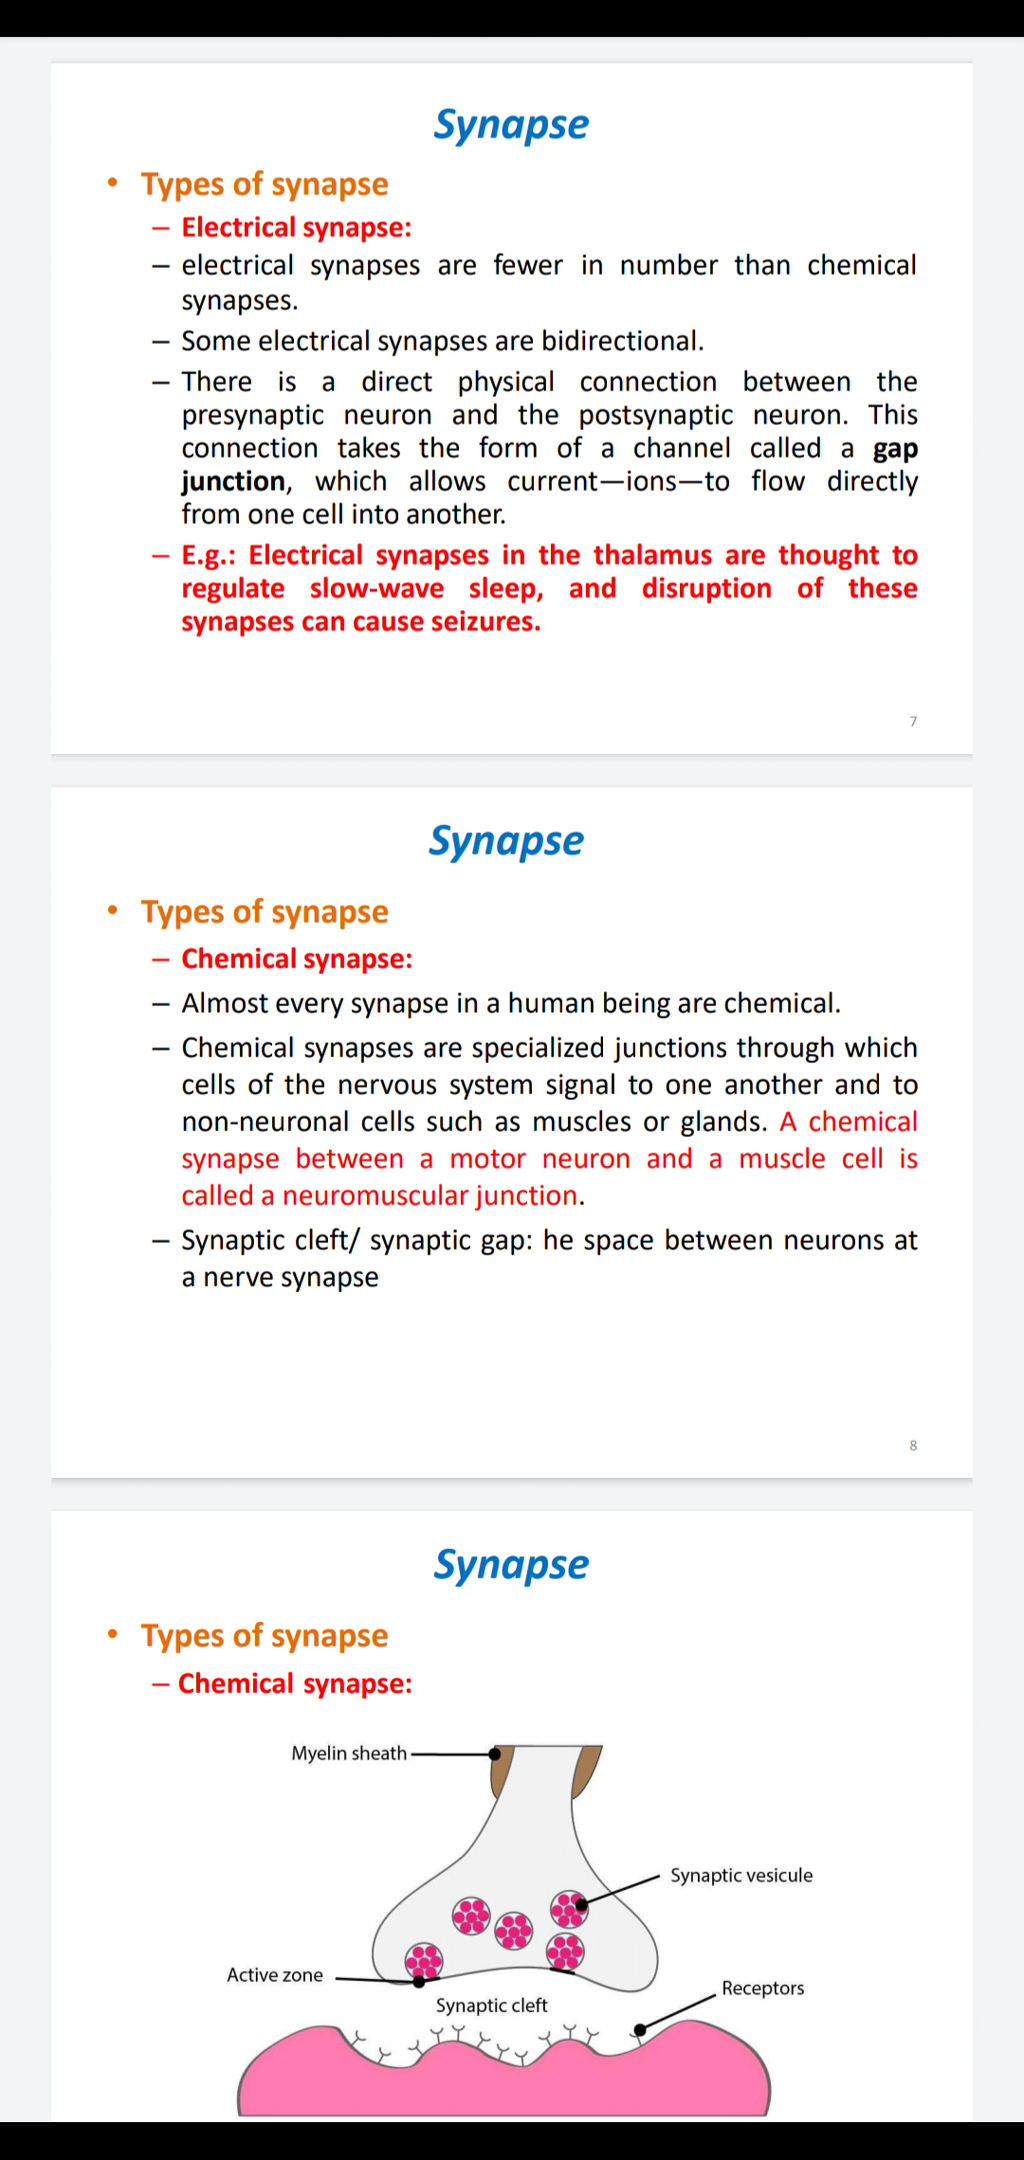 Synapse
• Types of synapse
– Electrical synapse:
– electrical synapses are fewer in number than chemical
synapses.
– Some electrical synapses are bidirectional.
– There is a direct physical connection between the
presynaptic neuron and the postsynaptic neuron. This
connection takes the form of a channel called a gap
junction, which allows current—ions—to flow directly
from one cell into another.
– E.g.: Electrical synapses in the thalamus are thought to
regulate slow-wave sleep, and disruption of these
synapses can cause seizures.
7
Synapse
• Types of synapse
– Chemical synapse:
– Almost every synapse in a human being are chemical.
– Chemical synapses are specialized junctions through which
cells of the nervous system signal to one another and to
non-neuronal cells such as muscles or glands. A chemical
synapse between a motor neuron and a muscle cell is
called a neuromuscular junction.
– Synaptic cleft/ synaptic gap: he space between neurons at
a nerve synapse
8
Synapse
• Types of synapse
– Chemical synapse:
Myelin sheath
Synaptic vesicule
Active zone
Receptors
Synaptic cleft